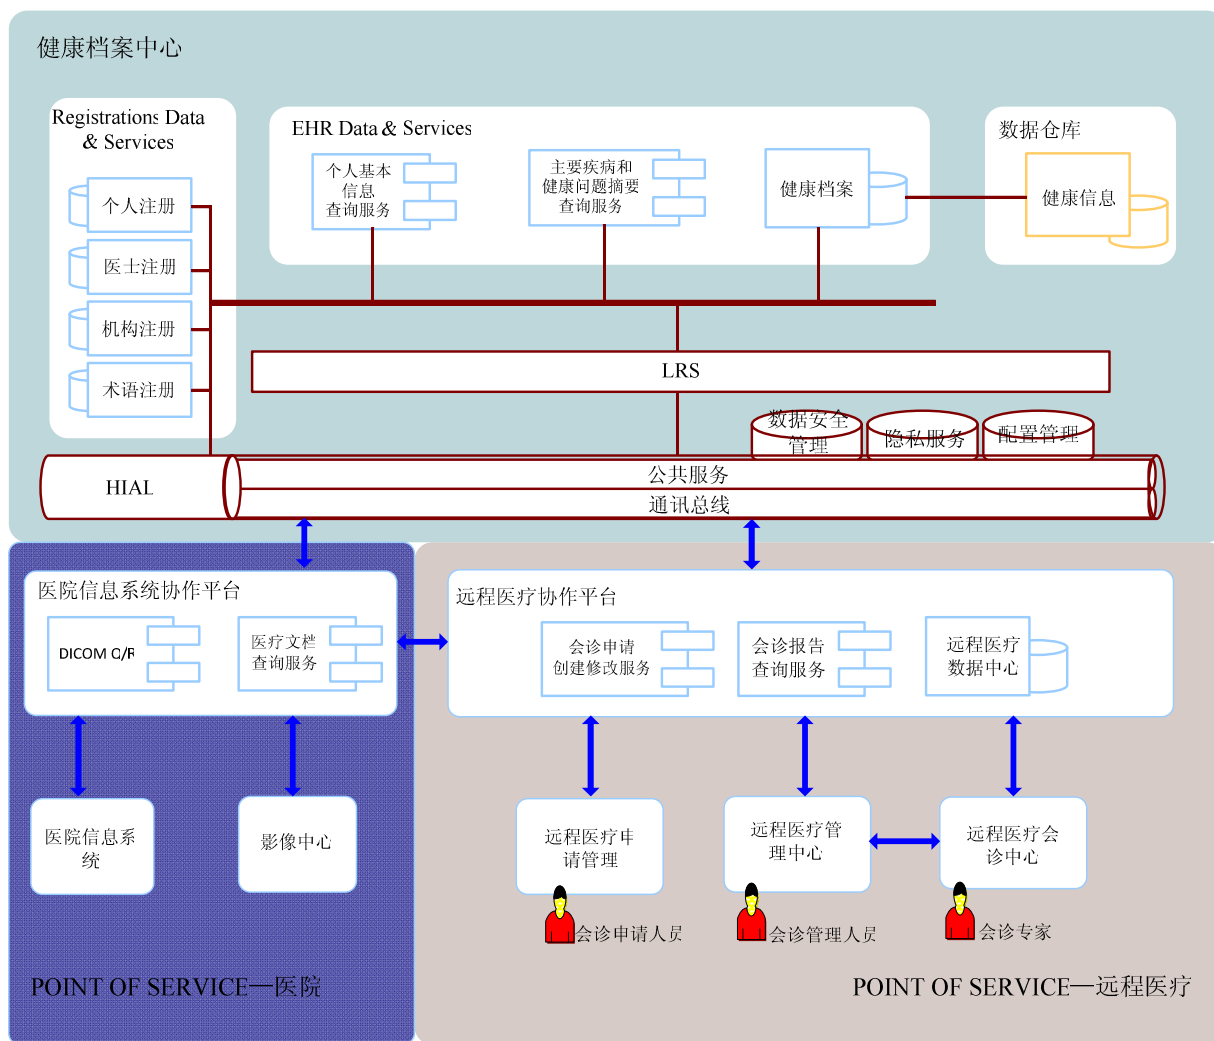 健康档案中心
Registrations Data
& Services
个人注册
医士注册
机构注册
术语注册
EHR Data & Services
个人基本
信息
查询服务
主要疾病和
健康问题摘要
查询服务
健康档案
数据仓库
健康信息
LRS
数据安全
管理
隐私服务
配置管理
HIAL
公共服务
通讯总线
医院信息系统协作平台
DICOM Q/R
医疗文档
查询服务
远程医疗协作平台
会诊申请
创建修改服务
会诊报告
查询服务
远程医疗
数据中心
医院信息系
统
影像中心
远程医疗申
请管理
远程医疗管
理中心
远程医疗会
诊中心
会诊申请人员
会诊管理人员
会诊专家
POINT OF SERVICE—医院
POINT OF SERVICE—远程医疗